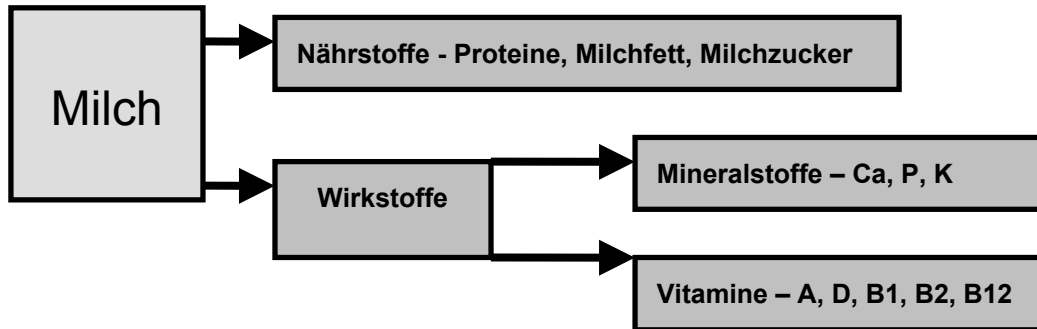 Milch
Nährstoffe - Proteine, Milchfett, Milchzucker
Wirkstoffe
Mineralstoffe – Ca, P, K
Vitamine – A, D, B1, B2, B12